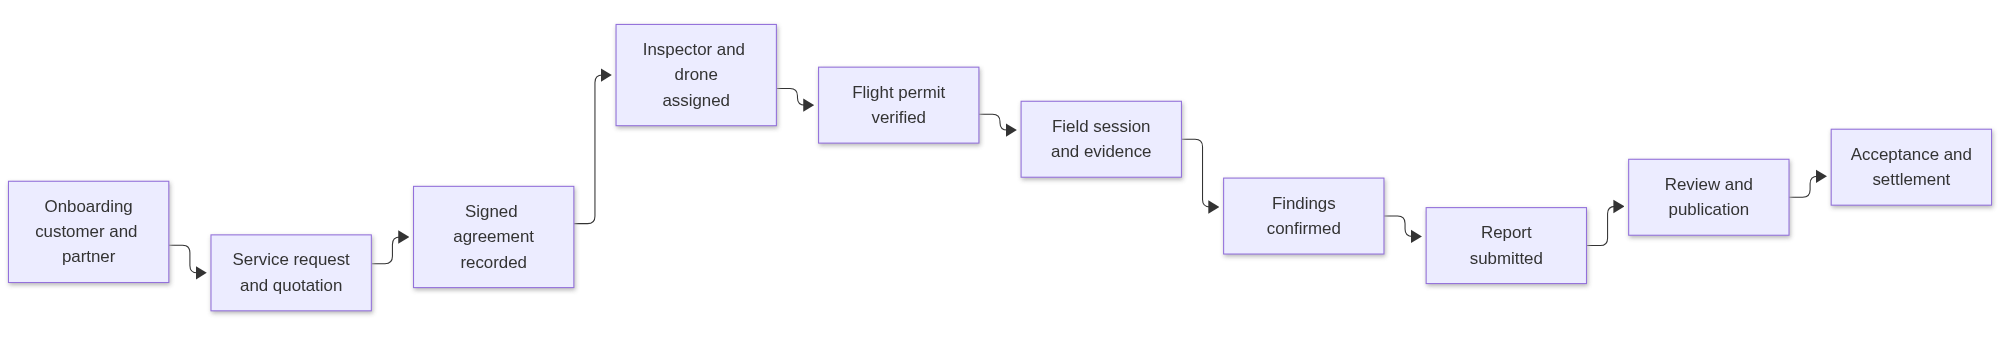 Onboarding
customer and
partner
Service request
and quotation
Signed
agreement
recorded
Inspector and
drone
assigned
Flight permit
verified
Field session
and evidence
Findings
confirmed
Report
submitted
Review and
publication
Acceptance and
settlement